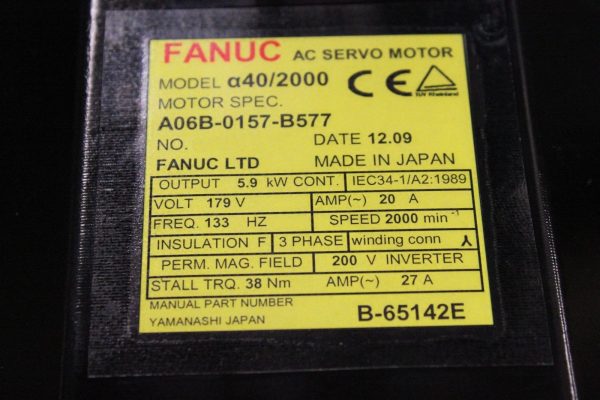 FANUC AC SERVO MOTOR
MODEL α40/2000 CE TÜV Rheinland
MOTOR SPEC.
A06B-0157-B577
NO. DATE 12.09
FANUC LTD MADE IN JAPAN
OUTPUT 5.9 kW CONT. IEC34-1/A2:1989
VOLT 179 V AMP(~) 20 A
FREQ. 133 HZ SPEED 2000 min⁻¹
INSULATION F 3 PHASE winding conn
PERM. MAG. FIELD 200 V INVERTER
STALL TRQ. 38 Nm AMP(~) 27 A
MANUAL PART NUMBER
YAMANASHI JAPAN B-65142E